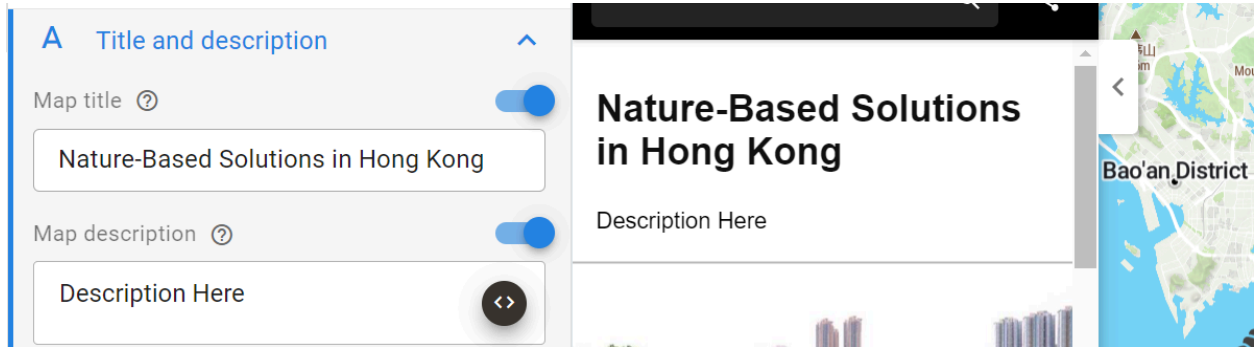 A Title and description
Map title
Nature-Based Solutions in Hong Kong
Map description
Description Here
Nature-Based Solutions
in Hong Kong
Description Here
Bao'an District